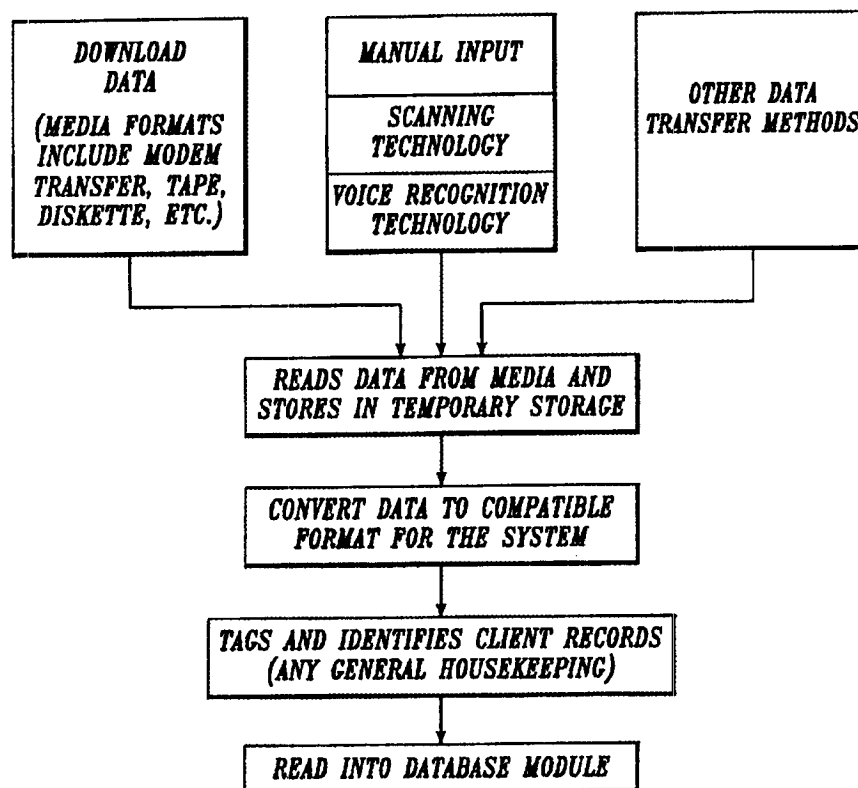 DOWNLOAD
DATA
(MEDIA FORMATS
INCLUDE MODEM
TRANSFER, TAPE,
DISKETTE, ETC.)
MANUAL INPUT
SCANNING
TECHNOLOGY
VOICE RECOGNITION
TECHNOLOGY
OTHER DATA
TRANSFER METHODS
READS DATA FROM MEDIA AND
STORES IN TEMPORARY STORAGE
CONVERT DATA TO COMPATIBLE
FORMAT FOR THE SYSTEM
TAGS AND IDENTIFIES CLIENT RECORDS
(ANY GENERAL HOUSEKEEPING)
READ INTO DATABASE MODULE